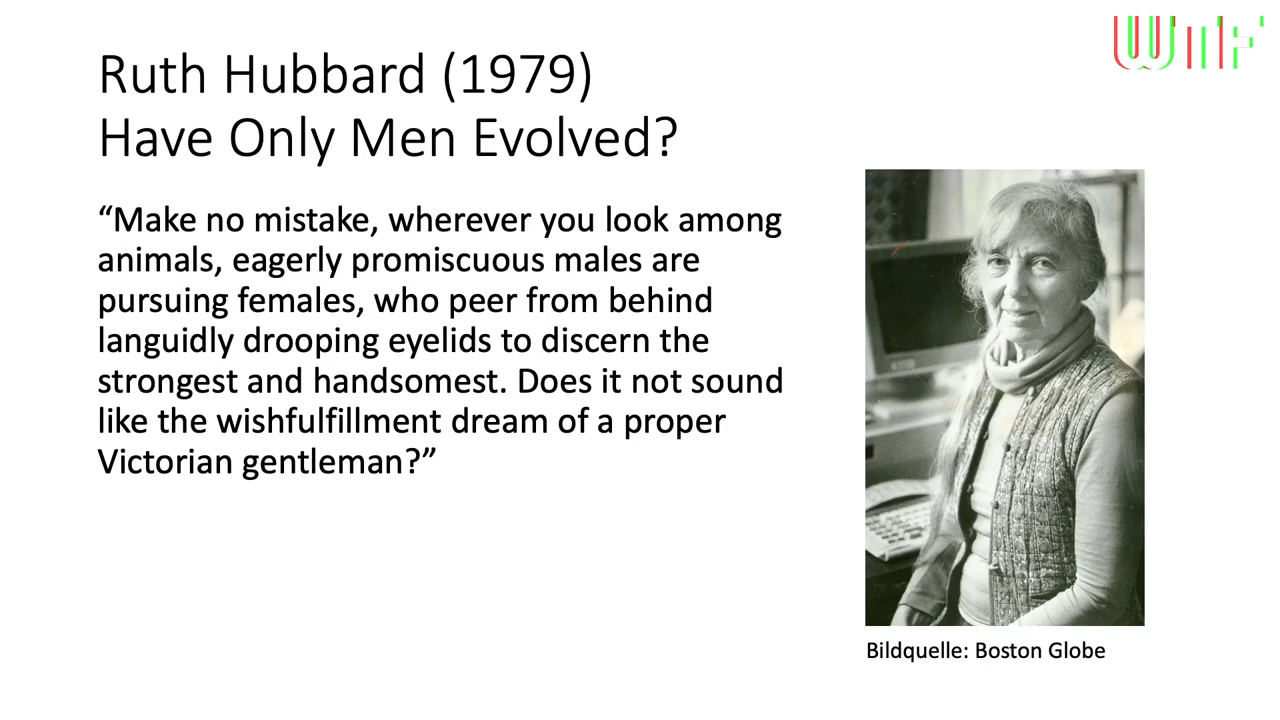 WTF
Ruth Hubbard (1979)
Have Only Men Evolved?
“Make no mistake, wherever you look among
animals, eagerly promiscuous males are
pursuing females, who peer from behind
languidly drooping eyelids to discern the
strongest and handsomest. Does it not sound
like the wishfulfillment dream of a proper
Victorian gentleman?”
Bildquelle: Boston Globe